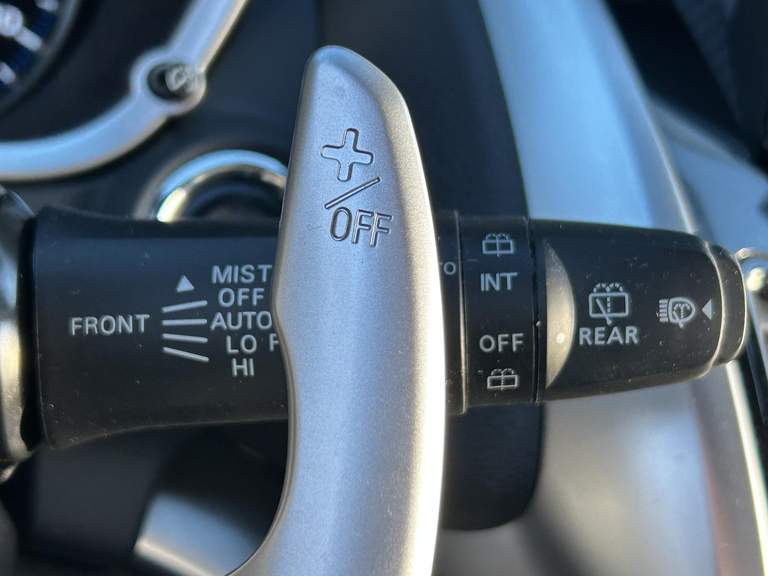 +/OFF
FRONT
MIST
OFF
AUTO
LO
HI
INT
OFF
REAR